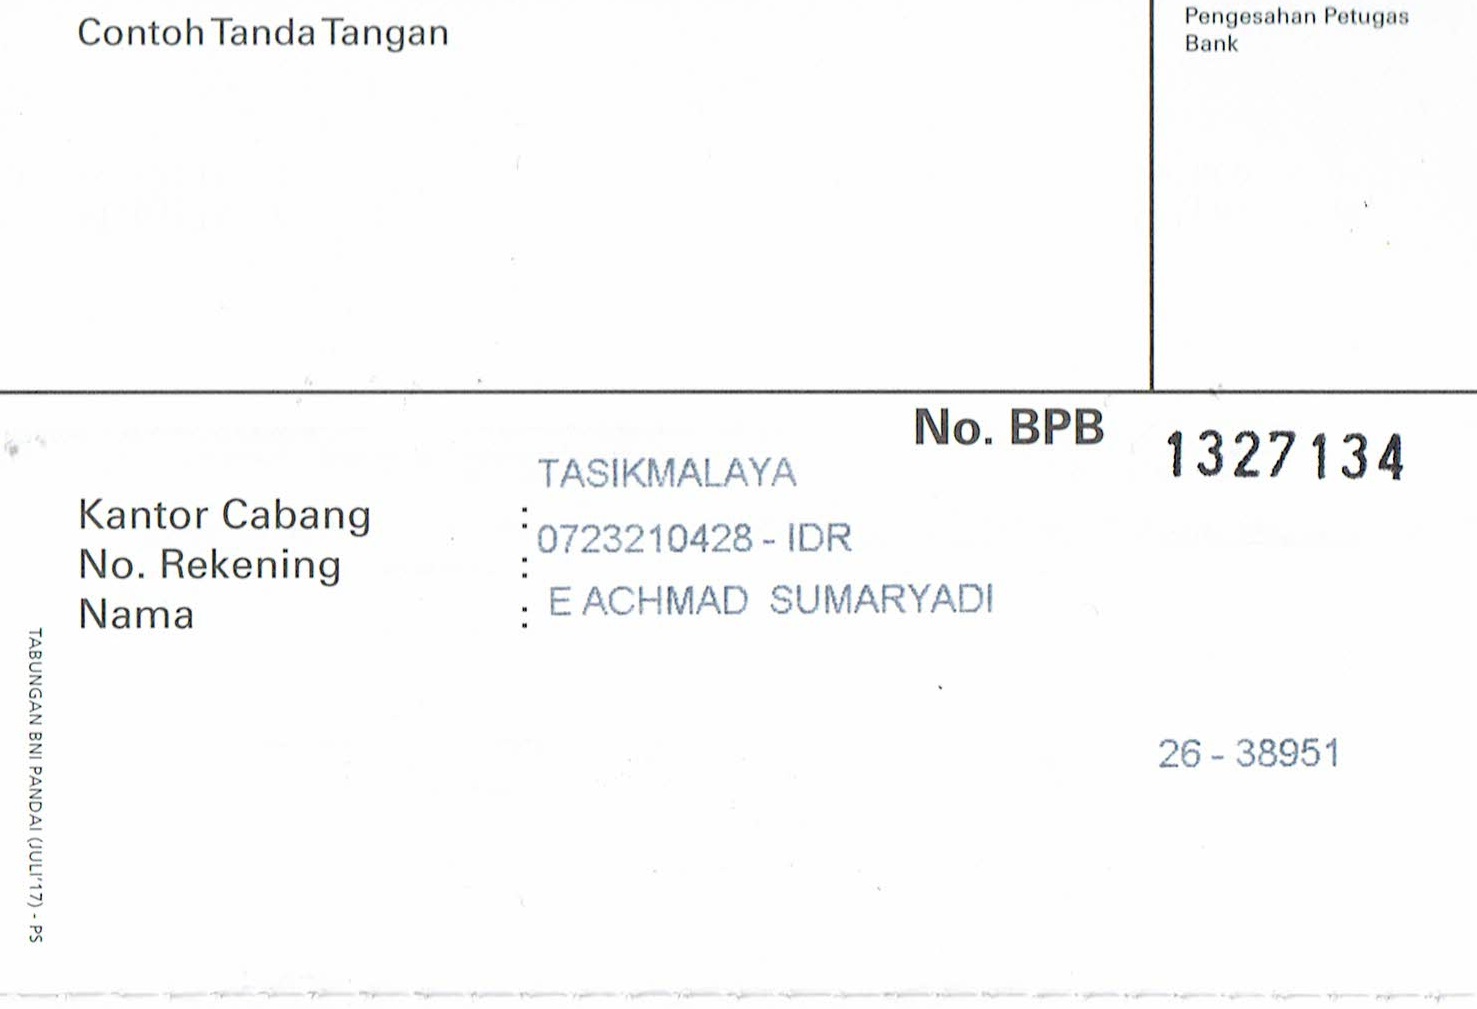 Contoh Tanda Tangan
Pengesahan Petugas
Bank
No. BPB 1327134
TASIKMALAYA
Kantor Cabang :
0723210428 - IDR
No. Rekening :
E ACHMAD SUMARYADI
Nama :
26 - 38951
TABUNGAN BNI PANDAI (JULI'17) - PS